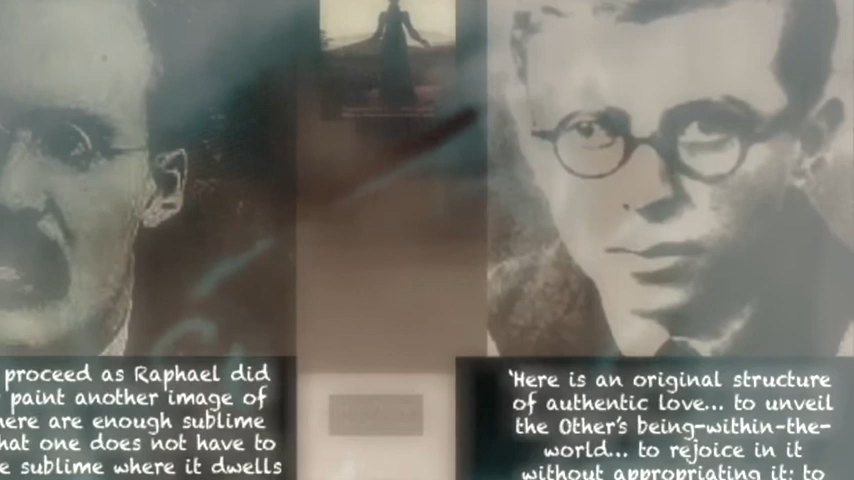 proceed as Raphael did
paint another image of
here are enough sublime
hat one does not have to
e sublime where it dwells
'Here is an original structure
of authentic love... to unveil
the Other's being-within-the-
world... to rejoice in it
without appropriating it; to